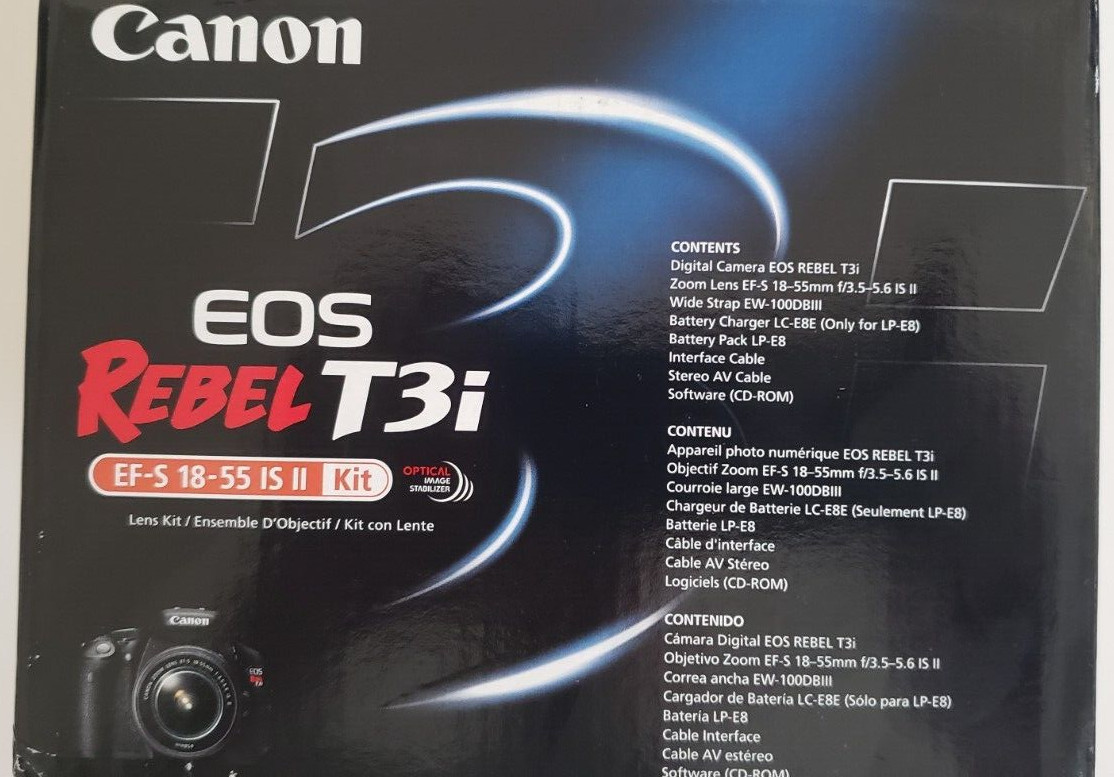 Canon
EOS
REBEL T3i
EF-S 18-55 IS II Kit
OPTICAL
IMAGE
STABILIZER
Lens Kit / Ensemble D'Objectif / Kit con Lente
CONTENTS
Digital Camera EOS REBEL T3i
Zoom Lens EF-S 18–55mm f/3.5–5.6 IS II
Wide Strap EW-100DBIII
Battery Charger LC-E8E (Only for LP-E8)
Battery Pack LP-E8
Interface Cable
Stereo AV Cable
Software (CD-ROM)
CONTENU
Appareil photo numérique EOS REBEL T3i
Objectif Zoom EF-S 18–55mm f/3.5–5.6 IS II
Courroie large EW-100DBIII
Chargeur de Batterie LC-E8E (Seulement LP-E8)
Batterie LP-E8
Câble d'interface
Cable AV Stéreo
Logiciels (CD-ROM)
CONTENIDO
Cámara Digital EOS REBEL T3i
Objetivo Zoom EF-S 18–55mm f/3.5–5.6 IS II
Correa ancha EW-100DBIII
Cargador de Batería LC-E8E (Sólo para LP-E8)
Batería LP-E8
Cable Interface
Cable AV estéreo
Software (CD-ROM)
Canon
EOS